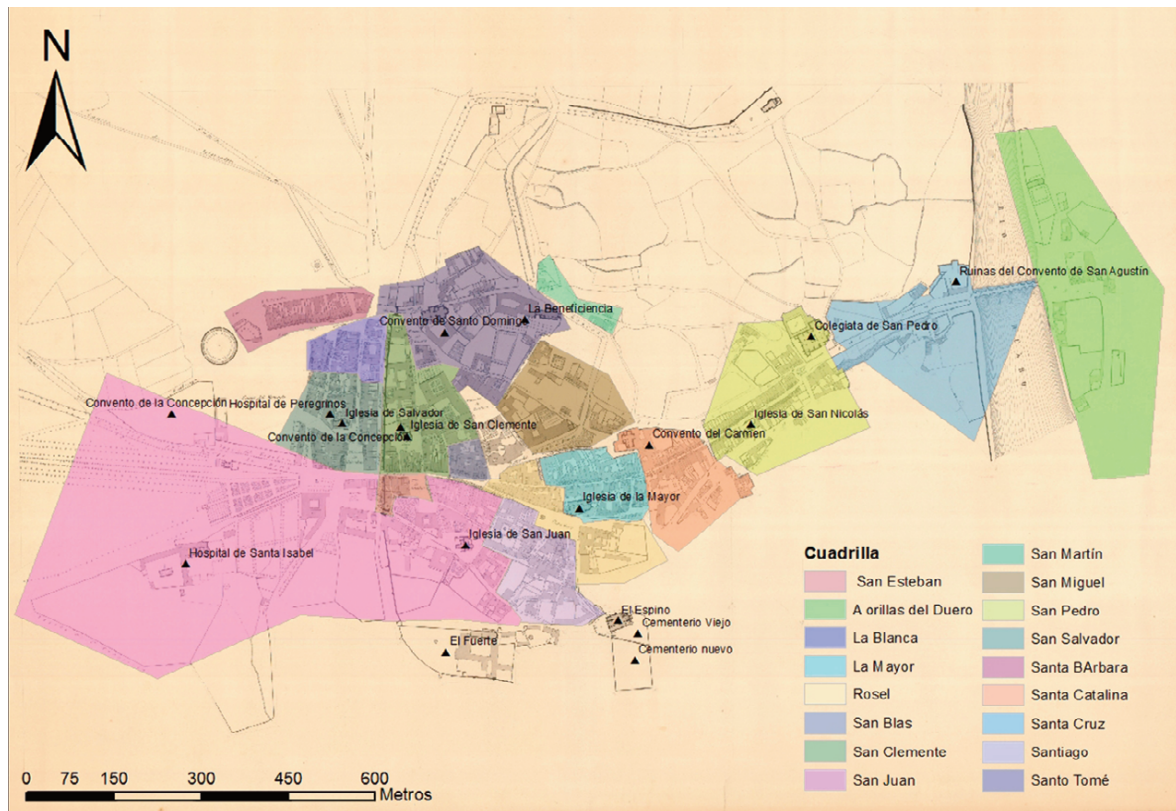 N
Ruinas del Convento de San Agustín
La Beneficiencia
Convento de Santo Domingo
Colegiata de San Pedro
Convento de la Concepción
Hospital de Peregrinos
Iglesia de Salvador
Iglesia de San Clemente
Convento de la Concepción
Iglesia de San Nicolás
Convento del Carmen
Iglesia de la Mayor
Iglesia de San Juan
Hospital de Santa Isabel
El Espino
Cementerio Viejo
El Fuerte
Cementerio nuevo
Cuadrilla
San Esteban
A orillas del Duero
La Blanca
La Mayor
Rosel
San Blas
San Clemente
San Juan
San Martín
San Miguel
San Pedro
San Salvador
Santa BÁrbara
Santa Catalina
Santa Cruz
Santiago
Santo Tomé
0 75 150 300 450 600
Metros